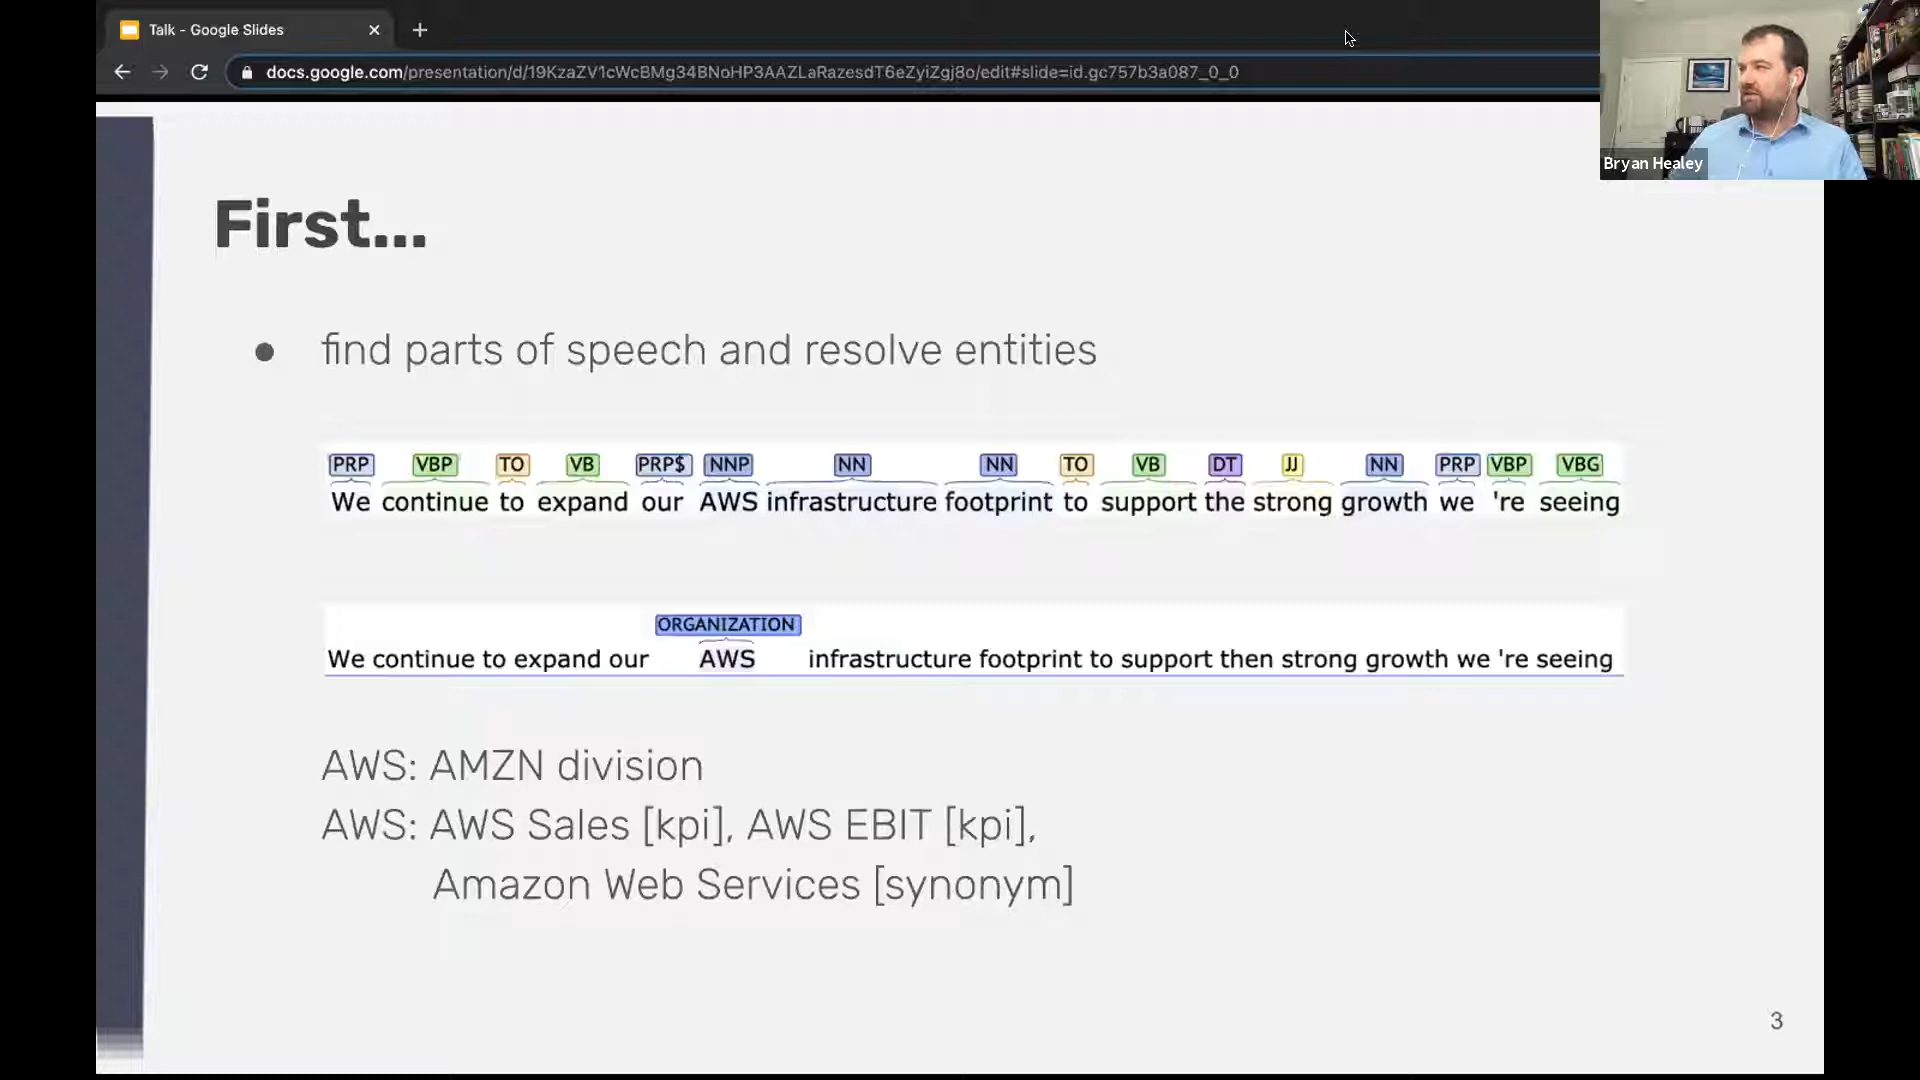 Talk - Google Slides
docs.google.com/presentation/d/19KzaZV1cWcBMg34BNoHP3AAZLaRazesdT6eZyiZgj8o/edit#slide=id.gc757b3a087_0_0
Bryan Healey
First...
● find parts of speech and resolve entities
PRP VBP TO VB PRP$ NNP NN NN TO VB DT JJ NN PRP VBP VBG
We continue to expand our AWS infrastructure footprint to support the strong growth we 're seeing
ORGANIZATION
We continue to expand our AWS infrastructure footprint to support then strong growth we 're seeing
AWS: AMZN division
AWS: AWS Sales [kpi], AWS EBIT [kpi],
Amazon Web Services [synonym]
3